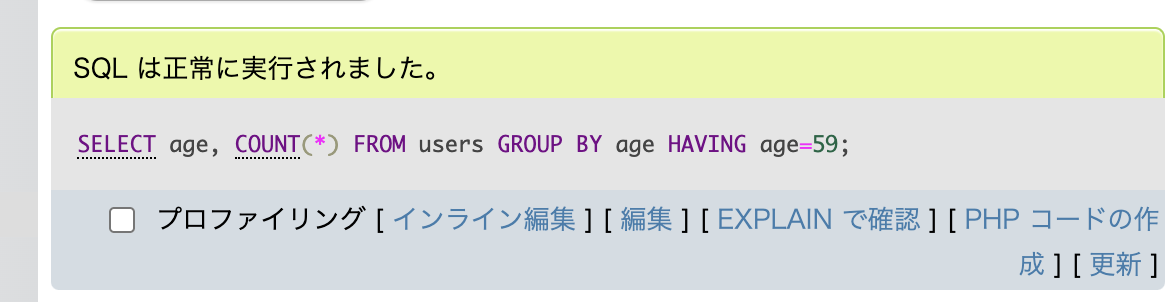 SQL は正常に実行されました。
SELECT age, COUNT(*) FROM users GROUP BY age HAVING age=59;
プロファイリング [ インライン編集 ] [ 編集 ] [ EXPLAIN で確認 ] [ PHP コードの作
成 ] [ 更新 ]